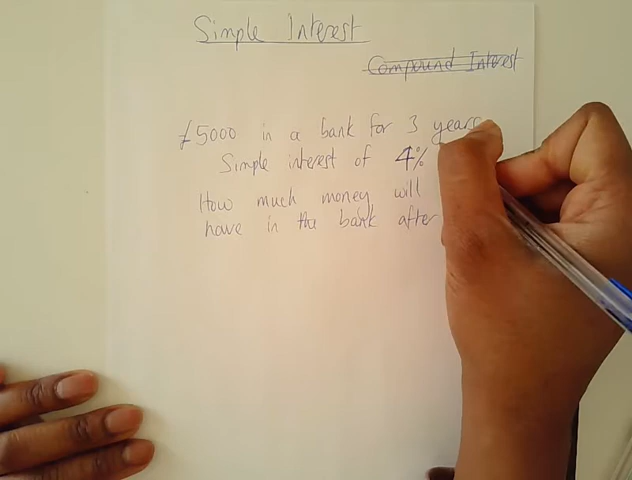 Simple Interest
Compound Interest
£5000 in a bank for 3 years
Simple interest of 4%
How much money will
have in the bank after